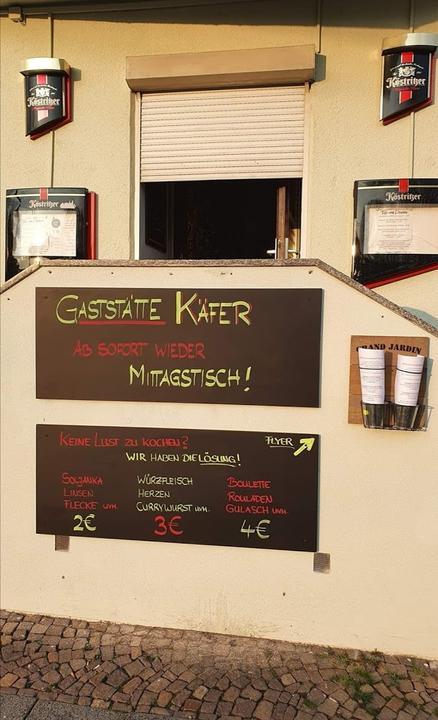 Köstritzer
Köstritzer
Köstritzer
Köstritzer
GASTSTÄTTE KÄFER
AB SOFORT WIEDER
MITTAGSTISCH!
GRAND JARDIN
KEINE LUST ZU KOCHEN?
WIR HABEN DIE LÖSUNG!
FLYER
SOLJANKA WÜRZFLEISCH BOULETTE
LINSEN HERZEN ROULADEN
FLECKE UVM. CURRYWURST UVM. GULASCH UVM.
2€ 3€ 4€